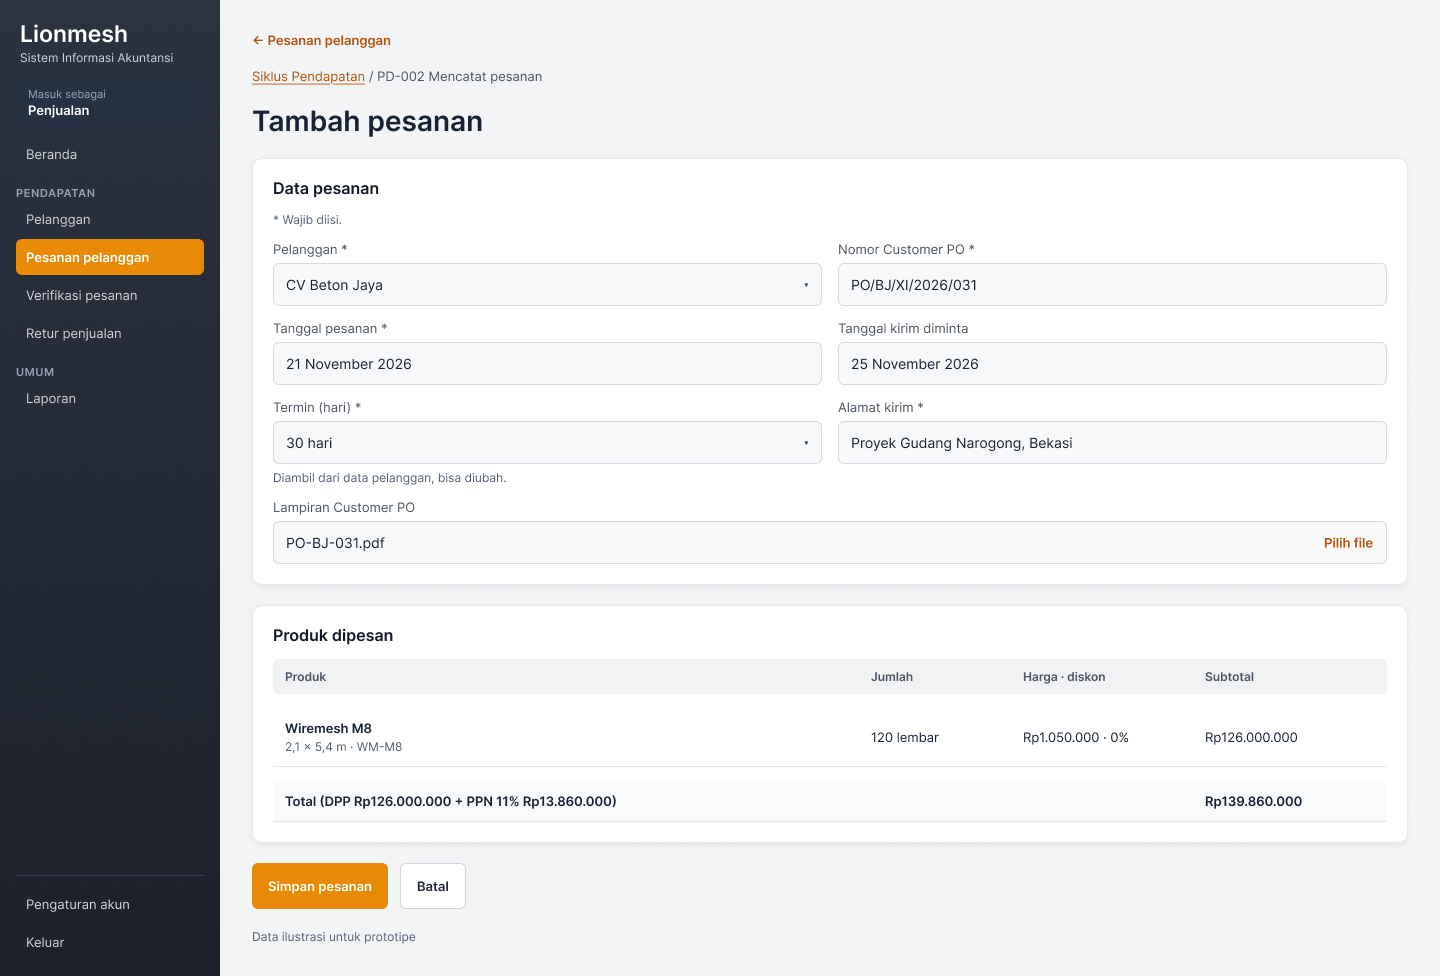 Lionmesh
Sistem Informasi Akuntansi
Masuk sebagai
Penjualan
Beranda
PENDAPATAN
Pelanggan
Pesanan pelanggan
Verifikasi pesanan
Retur penjualan
UMUM
Laporan
Pengaturan akun
Keluar
← Pesanan pelanggan
Siklus Pendapatan / PD-002 Mencatat pesanan
Tambah pesanan
Data pesanan
* Wajib diisi.
Pelanggan *
CV Beton Jaya
Nomor Customer PO *
PO/BJ/XI/2026/031
Tanggal pesanan *
21 November 2026
Tanggal kirim diminta
25 November 2026
Termin (hari) *
30 hari
Diambil dari data pelanggan, bisa diubah.
Alamat kirim *
Proyek Gudang Narogong, Bekasi
Lampiran Customer PO
PO-BJ-031.pdf Pilih file
Produk dipesan
Produk Jumlah Harga · diskon Subtotal
Wiremesh M8
2,1 × 5,4 m · WM-M8
120 lembar Rp1.050.000 · 0% Rp126.000.000
Total (DPP Rp126.000.000 + PPN 11% Rp13.860.000) Rp139.860.000
Simpan pesanan Batal
Data ilustrasi untuk prototipe